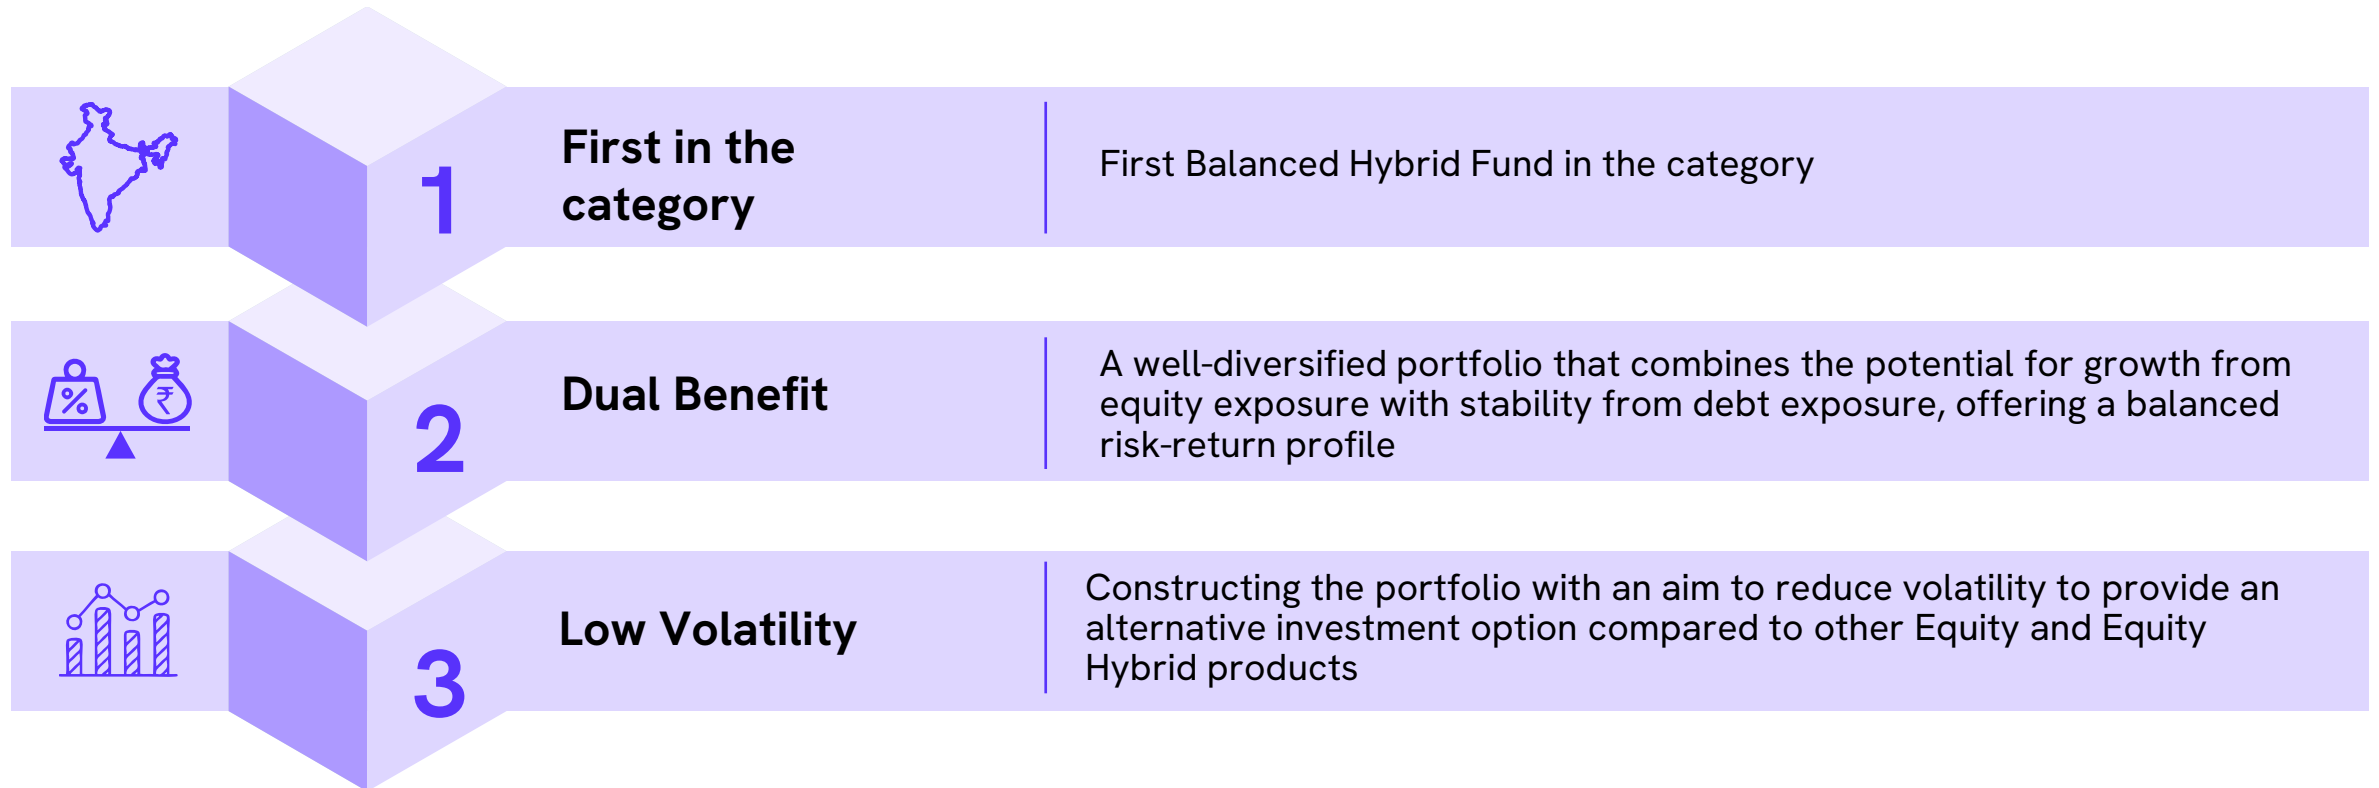 1
First in the
category
First Balanced Hybrid Fund in the category
%
₹
2
Dual Benefit
A well-diversified portfolio that combines the potential for growth from
equity exposure with stability from debt exposure, offering a balanced
risk-return profile
3
Low Volatility
Constructing the portfolio with an aim to reduce volatility to provide an
alternative investment option compared to other Equity and Equity
Hybrid products